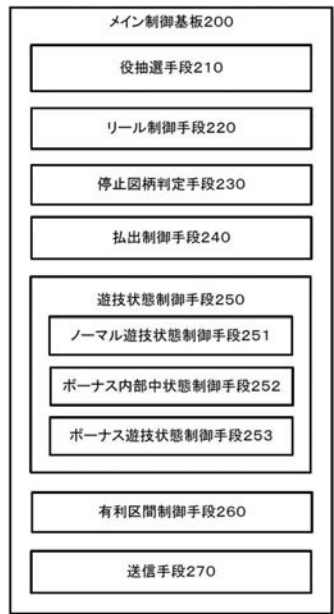 メイン制御基板200
役抽選手段210
リール制御手段220
停止図柄判定手段230
払出制御手段240
遊技状態制御手段250
ノーマル遊技状態制御手段251
ボーナス内部中状態制御手段252
ボーナス遊技状態制御手段253
有利区間制御手段260
送信手段270